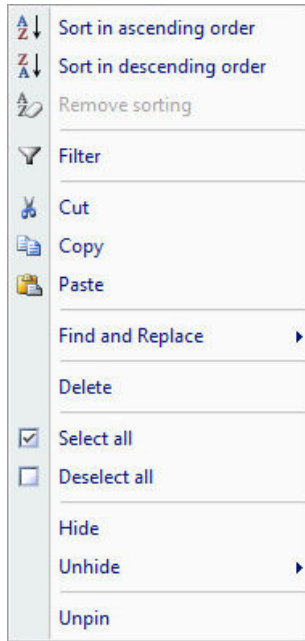 Sort in ascending order
Sort in descending order
Remove sorting
Filter
Cut
Copy
Paste
Find and Replace
Delete
Select all
Deselect all
Hide
Unhide
Unpin